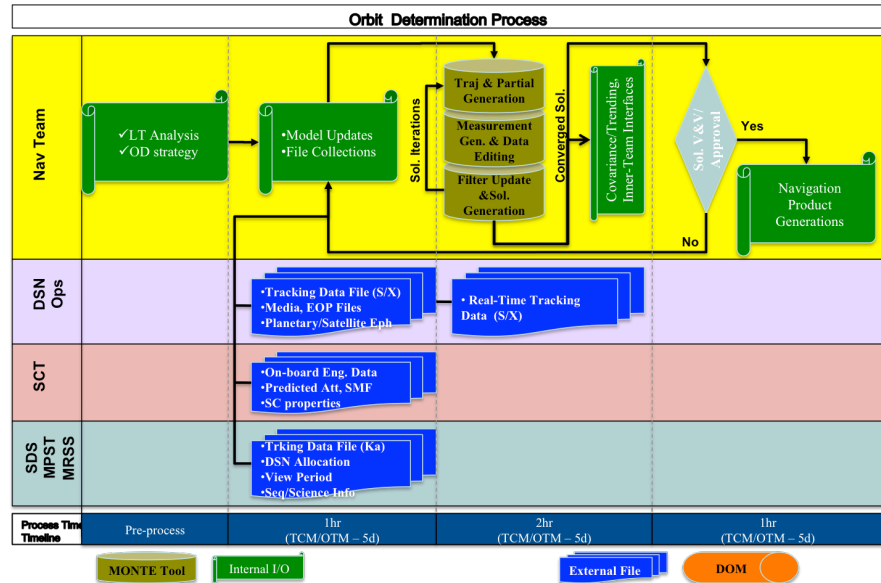 Orbit Determination Process
Nav Team
✓LT Analysis
✓OD strategy
•Model Updates
•File Collections
Sol. Iterations
Traj & Partial
Generation
Measurement
Gen. & Data
Editing
Filter Update
&Sol.
Generation
Converged Sol.
Covariance/Trending,
Inner-Team Interfaces
Sol. V&V/
Approval
Yes
No
Navigation
Product
Generations
DSN
Ops
•Tracking Data File (S/X)
•Media, EOP Files
•Planetary/Satellite Eph
• Real-Time Tracking
Data (S/X)
SCT
•On-board Eng. Data
•Predicted Att, SMF
•SC properties
SDS
MPST
MRSS
•Trking Data File (Ka)
•DSN Allocation
•View Period
•Seq/Science Info
Process Time
Timeline
Pre-process
1hr
(TCM/OTM – 5d)
2hr
(TCM/OTM – 5d)
1hr
(TCM/OTM – 5d)
MONTE Tool
Internal I/O
External File
DOM